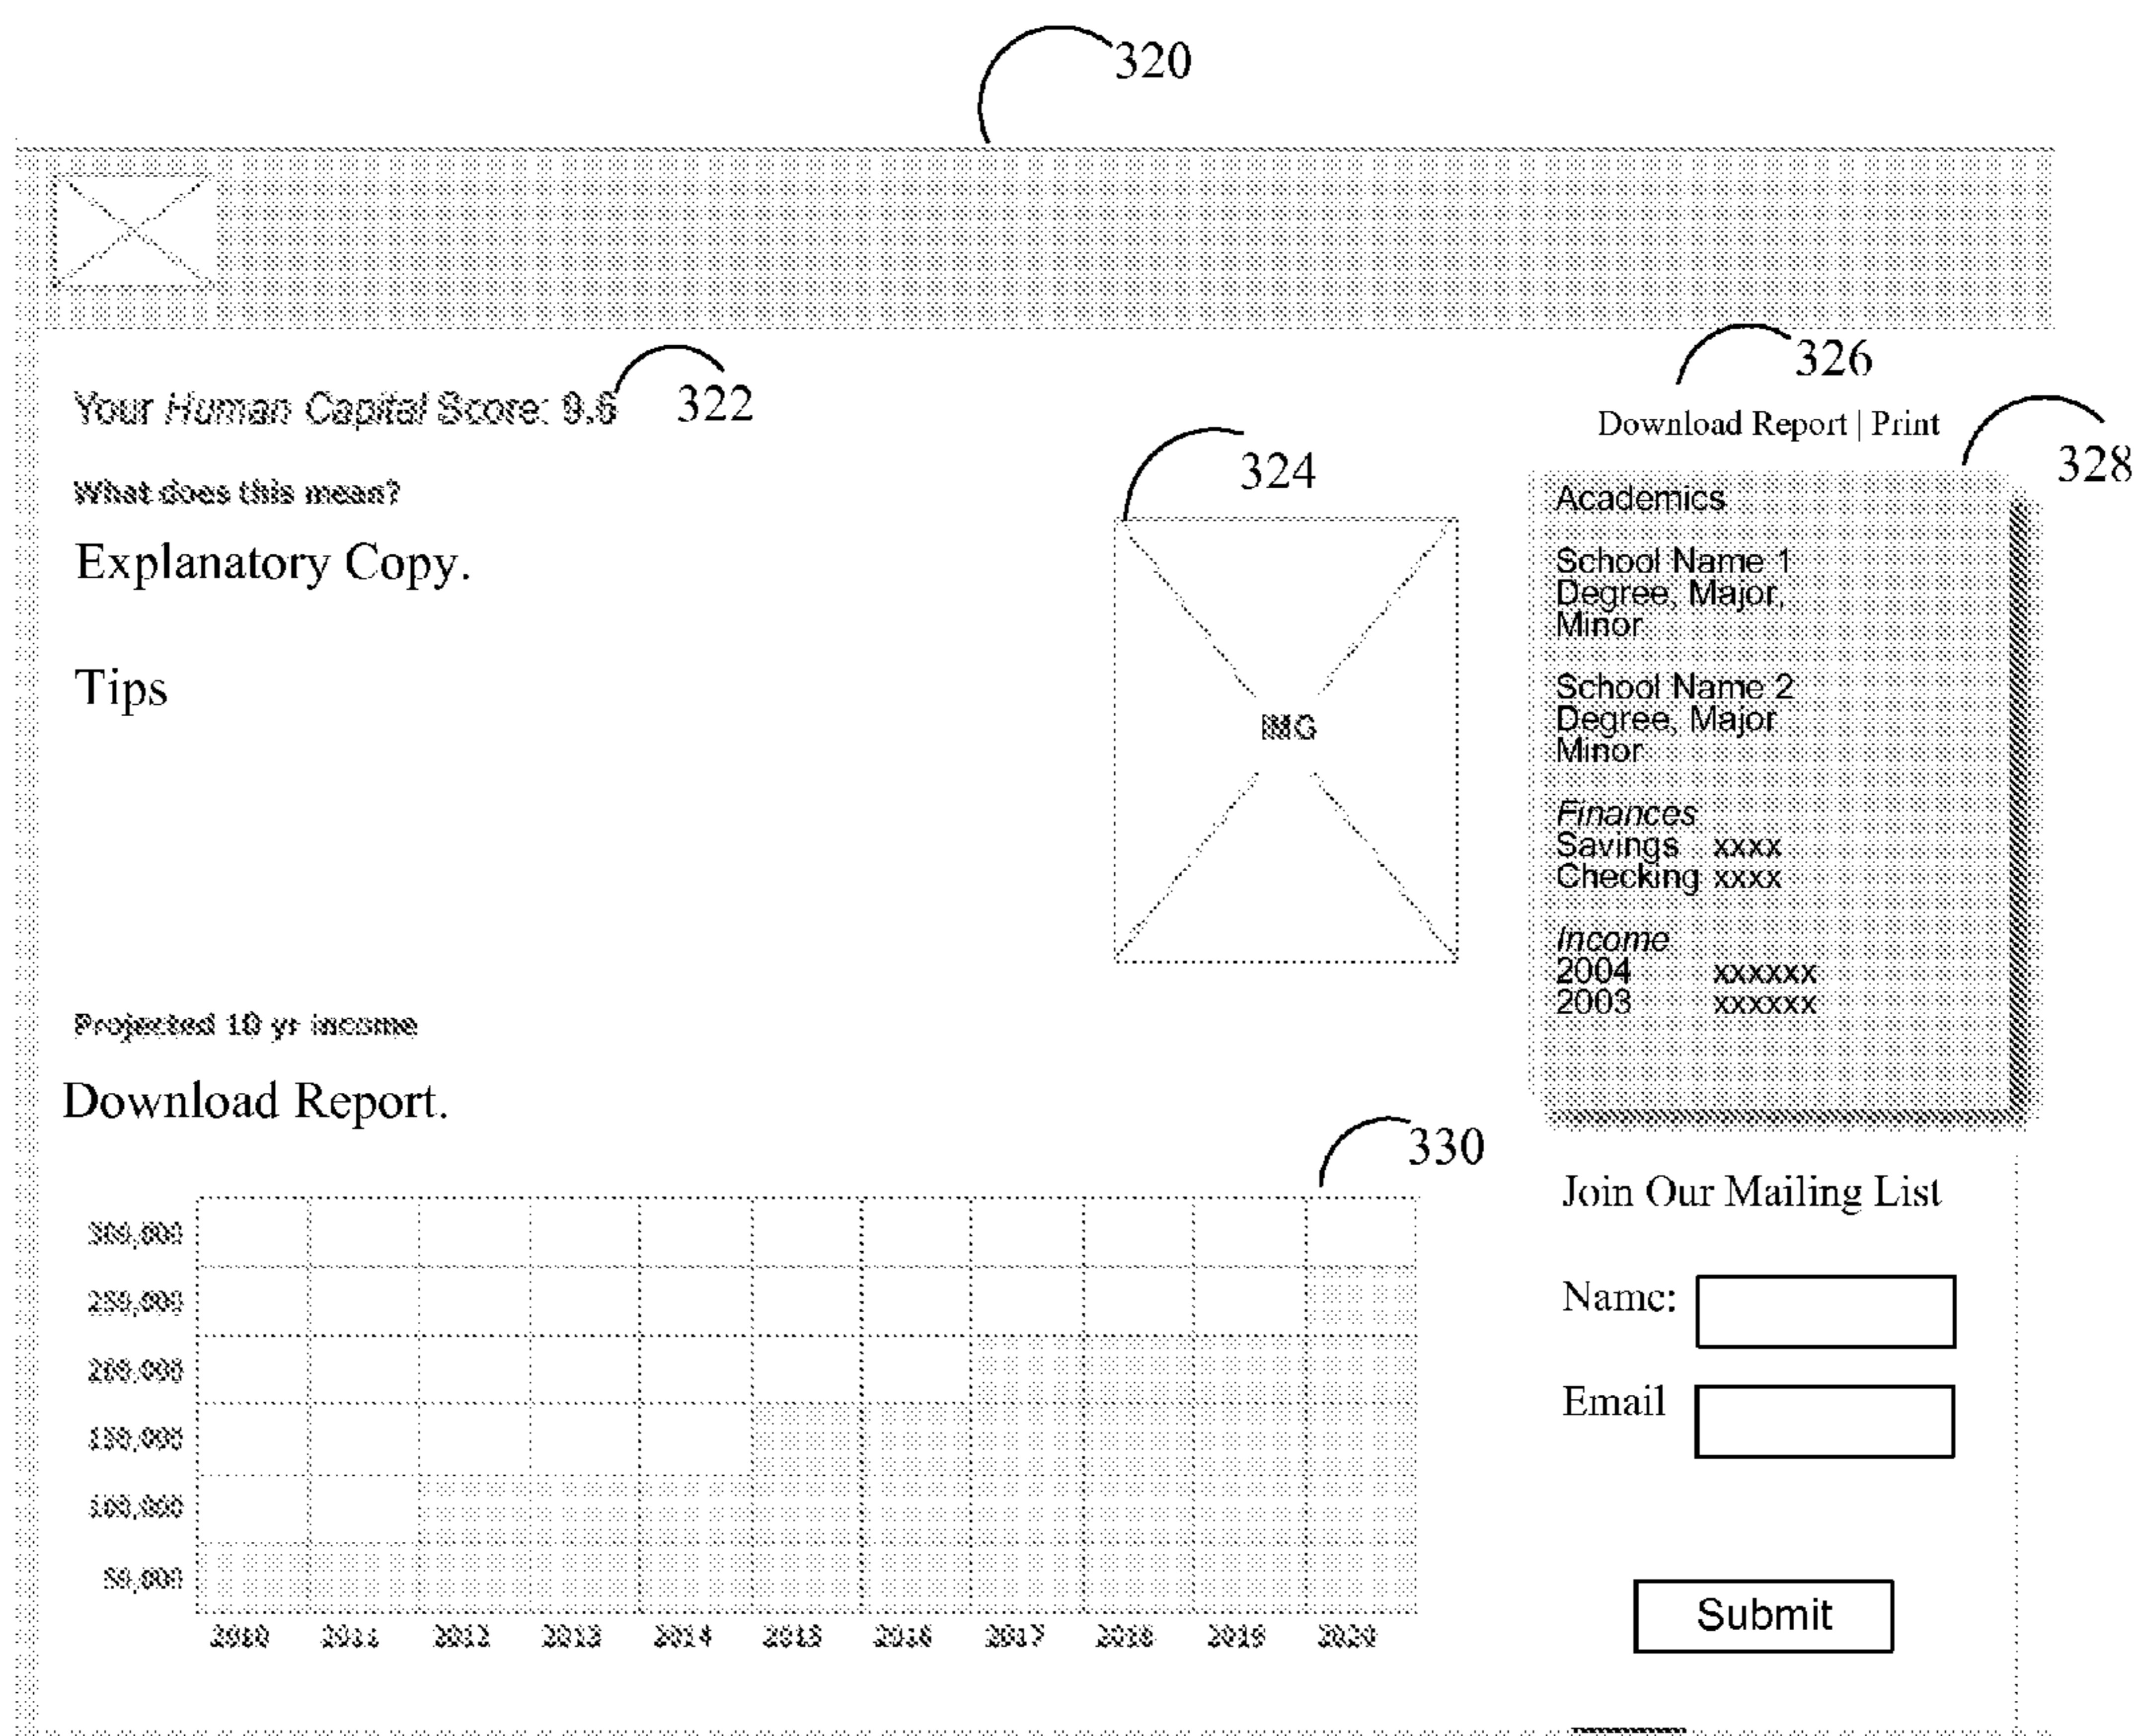 320
326
Your Human Capital Score: 9.6
322
Download Report | Print
328
324
What does this mean?
Explanatory Copy.
Tips
IMG
Academics
School Name 1
Degree, Major,
Minor
School Name 2
Degree, Major
Minor
Finances
Savings xxxx
Checking xxxx
Income
2004 xxxxxx
2003 xxxxxx
Projected 10 yr income
Download Report.
330
300,000
250,000
200,000
150,000
100,000
50,000
2010 2011 2012 2013 2014 2015 2016 2017 2018 2019 2020
Join Our Mailing List
Name:
Email
Submit